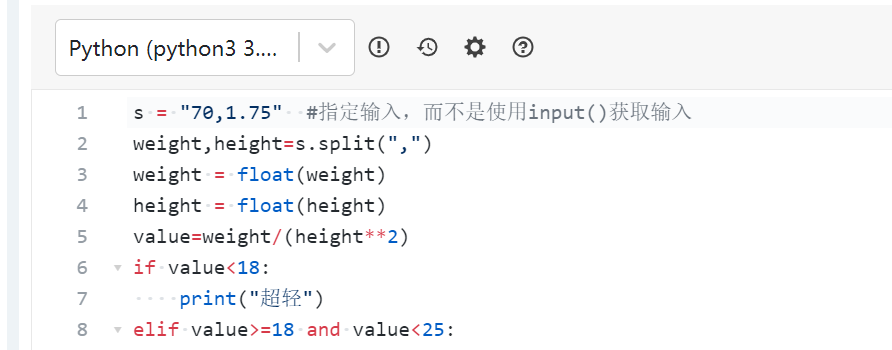 Python (python3 3....
1 s = "70,1.75"  #指定输入，而不是使用input()获取输入
2 weight,height=s.split(",")
3 weight = float(weight)
4 height = float(height)
5 value=weight/(height**2)
6 if value<18:
7     print("超轻")
8 elif value>=18 and value<25: